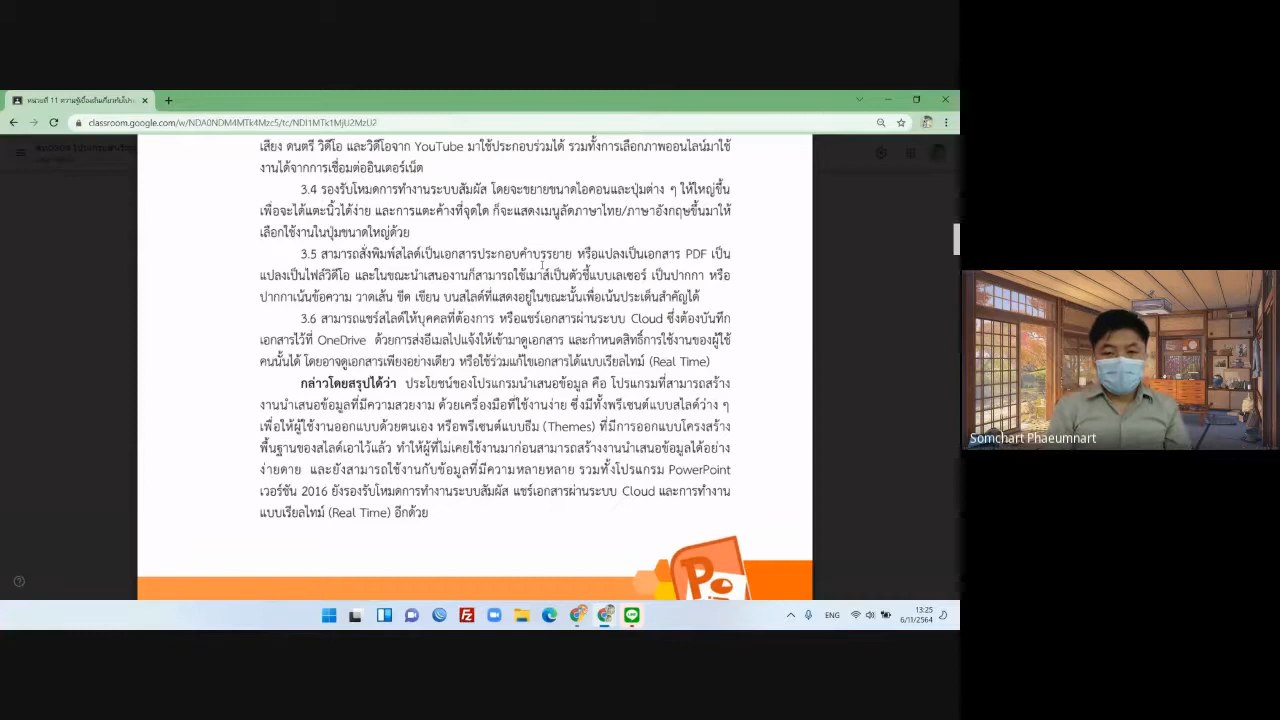 หน่วยที่ 11 ความรู้เบื้องต้นเกี่ยวกับโปร
classroom.google.com/w/NDA0NDM4MTk4Mzc5/tc/NDI1MTk1MjU2MzU2
เสียง ดนตรี วิดีโอ และวิดีโอจาก YouTube มาใช้ประกอบร่วมได้ รวมทั้งการเลือกภาพออนไลน์มาใช้
งานได้จากการเชื่อมต่ออินเตอร์เน็ต
3.4 รองรับโหมดการทำงานระบบสัมผัส โดยจะขยายขนาดไอคอนและปุ่มต่าง ๆ ให้ใหญ่ขึ้น
เพื่อจะได้แตะนิ้วได้ง่าย และการแตะค้างที่จุดใด ก็จะแสดงเมนูลัดภาษาไทย/ภาษาอังกฤษขึ้นมาให้
เลือกใช้งานในปุ่มขนาดใหญ่ด้วย
3.5 สามารถสั่งพิมพ์สไลด์เป็นเอกสารประกอบคำบรรยาย หรือแปลงเป็นเอกสาร PDF เป็น
แปลงเป็นไฟล์วิดีโอ และในขณะนำเสนองานก็สามารถใช้เมาส์เป็นตัวชี้แบบเลเซอร์ เป็นปากกา หรือ
ปากกาเน้นข้อความ วาดเส้น ขีด เขียน บนสไลด์ที่แสดงอยู่ในขณะนั้นเพื่อเน้นประเด็นสำคัญได้
3.6 สามารถแชร์สไลด์ให้บุคคลที่ต้องการ หรือแชร์เอกสารผ่านระบบ Cloud ซึ่งต้องบันทึก
เอกสารไว้ที่ OneDrive ด้วยการส่งอีเมลไปแจ้งให้เข้ามาดูเอกสาร และกำหนดสิทธิ์การใช้งานของผู้ใช้
คนนั้นได้ โดยอาจดูเอกสารเพียงอย่างเดียว หรือใช้ร่วมแก้ไขเอกสารได้แบบเรียลไทม์ (Real Time)
กล่าวโดยสรุปได้ว่า ประโยชน์ของโปรแกรมนำเสนอข้อมูล คือ โปรแกรมที่สามารถสร้าง
งานนำเสนอข้อมูลที่มีความสวยงาม ด้วยเครื่องมือที่ใช้งานง่าย ซึ่งมีทั้งพรีเซนต์แบบสไลด์ว่าง ๆ
เพื่อให้ผู้ใช้งานออกแบบด้วยตนเอง หรือพรีเซนต์แบบธีม (Themes) ที่มีการออกแบบโครงสร้าง
พื้นฐานของสไลด์เอาไว้แล้ว ทำให้ผู้ที่ไม่เคยใช้งานมาก่อนสามารถสร้างงานนำเสนอข้อมูลได้อย่าง
ง่ายดาย และยังสามารถใช้งานกับข้อมูลที่มีความหลายหลาย รวมทั้งโปรแกรม PowerPoint
เวอร์ชัน 2016 ยังรองรับโหมดการทำงานระบบสัมผัส แชร์เอกสารผ่านระบบ Cloud และการทำงาน
แบบเรียลไทม์ (Real Time) อีกด้วย
Somchart Phaeumnart
ENG
13:25
6/11/2564